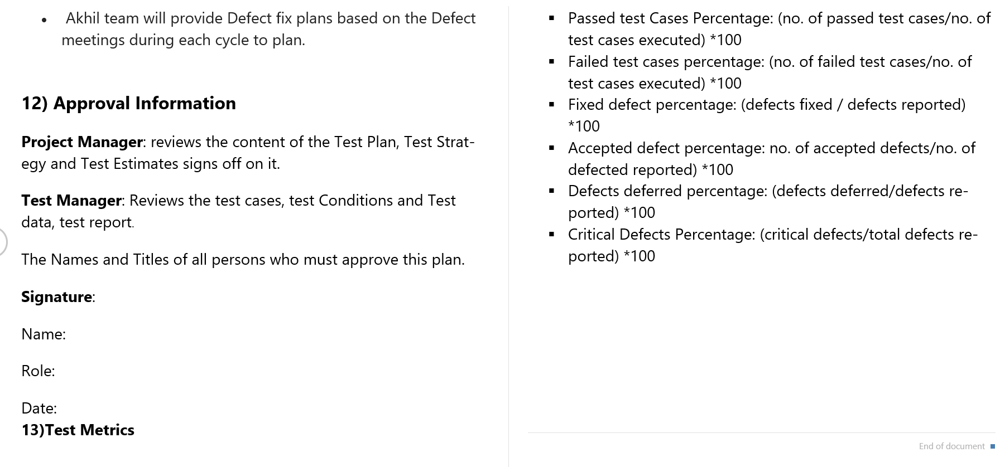 • Akhil team will provide Defect fix plans based on the Defect
meetings during each cycle to plan.
12) Approval Information
Project Manager: reviews the content of the Test Plan, Test Strat-
egy and Test Estimates signs off on it.
Test Manager: Reviews the test cases, test Conditions and Test
data, test report.
The Names and Titles of all persons who must approve this plan.
Signature:
Name:
Role:
Date:
13)Test Metrics
▪ Passed test Cases Percentage: (no. of passed test cases/no. of
test cases executed) *100
▪ Failed test cases percentage: (no. of failed test cases/no. of
test cases executed) *100
▪ Fixed defect percentage: (defects fixed / defects reported)
*100
▪ Accepted defect percentage: no. of accepted defects/no. of
defected reported) *100
▪ Defects deferred percentage: (defects deferred/defects re-
ported) *100
▪ Critical Defects Percentage: (critical defects/total defects re-
ported) *100
End of document ■